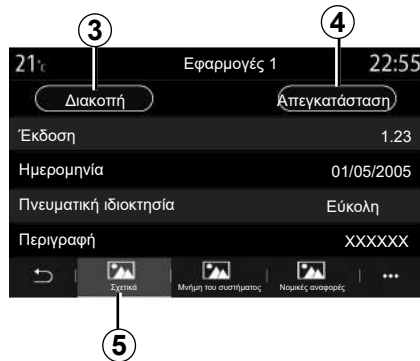 3
4
21°c Εφαρμογές 1 22:55
Διακοπή Απεγκατάσταση
Έκδοση 1.23
Ημερομηνία 01/05/2005
Πνευματική ιδιοκτησία Εύκολη
Περιγραφή XXXXXX
Σχετικά Μνήμη του συστήματος Νομικές αναφορές
5